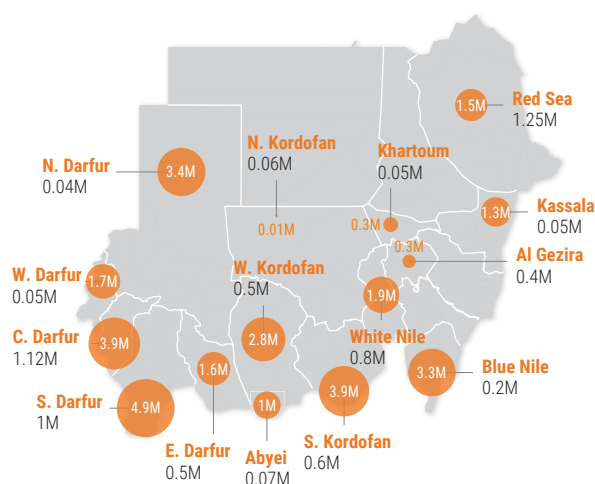 1.5M
Red Sea
1.25M
N. Kordofan
0.06M
0.01M
Khartoum
0.05M
0.3M
N. Darfur
0.04M
3.4M
1.3M
Kassala
0.05M
0.3M
Al Gezira
0.4M
W. Darfur
0.05M
1.7M
W. Kordofan
0.5M
2.8M
1.9M
White Nile
0.8M
C. Darfur
1.12M
3.9M
1.6M
E. Darfur
0.5M
3.3M
Blue Nile
0.2M
S. Darfur
1M
4.9M
1M
Abyei
0.07M
3.9M
S. Kordofan
0.6M